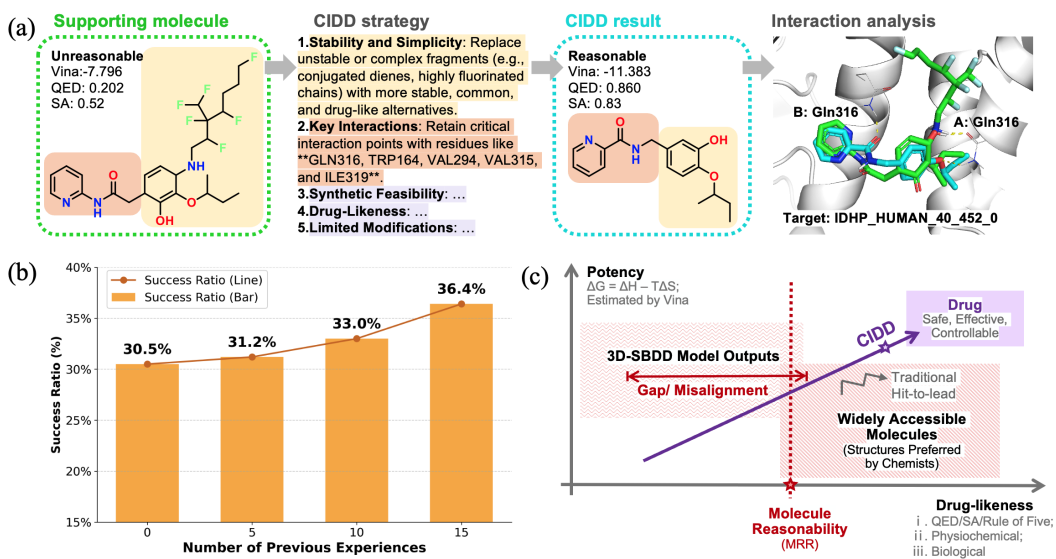 (a)
Supporting molecule
CIDD strategy
CIDD result
Interaction analysis
Unreasonable
Vina:-7.796
QED: 0.202
SA: 0.52
F
F
F
F
F
F
NH
N
N
H
O
OH
O
1.Stability and Simplicity: Replace
unstable or complex fragments (e.g.,
conjugated dienes, highly fluorinated
chains) with more stable, common,
and drug-like alternatives.
2.Key Interactions: Retain critical
interaction points with residues like
**GLN316, TRP164, VAL294, VAL315,
and ILE319**.
3.Synthetic Feasibility: …
4.Drug-Likeness: …
5.Limited Modifications: …
Reasonable
Vina: -11.383
QED: 0.860
SA: 0.83
O
N
N
H
OH
O
B: Gln316
A: Gln316
Target: IDHP_HUMAN_40_452_0
(b)
40%
35%
30%
25%
20%
15%
Success Ratio (%)
Success Ratio (Line)
Success Ratio (Bar)
30.5%
31.2%
33.0%
36.4%
0
5
10
15
Number of Previous Experiences
(c)
Potency
ΔG = ΔH – TΔS;
Estimated by Vina
3D-SBDD Model Outputs
Gap/ Misalignment
CIDD
Drug
Safe, Effective,
Controllable
Traditional
Hit-to-lead
Widely Accessible
Molecules
(Structures Preferred
by Chemists)
Molecule
Reasonability
(MRR)
Drug-likeness
i . QED/SA/Rule of Five;
ii . Physiochemical;
iii. Biological